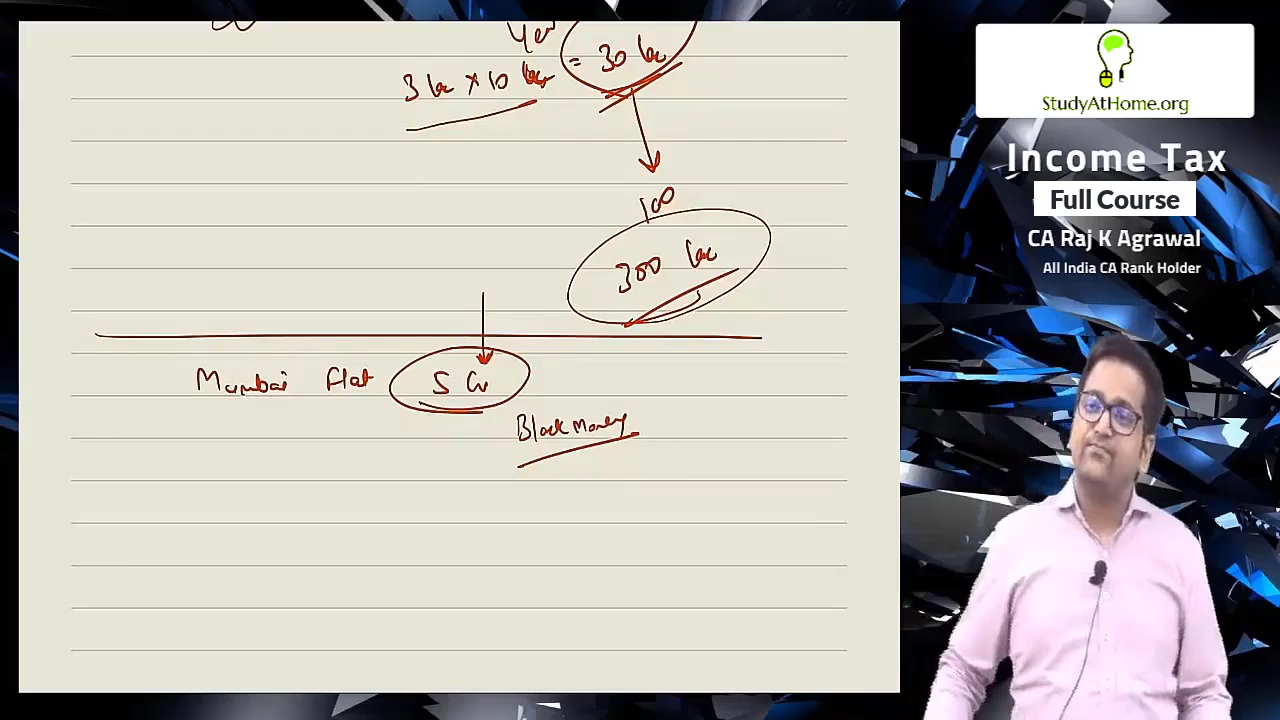 Year
3 lac × 10 lac = 30 lac
100
300 lac
Mumbai Flat 5 Cr
Black Money
StudyAtHome.org
Income Tax
Full Course
CA Raj K Agrawal
All India CA Rank Holder